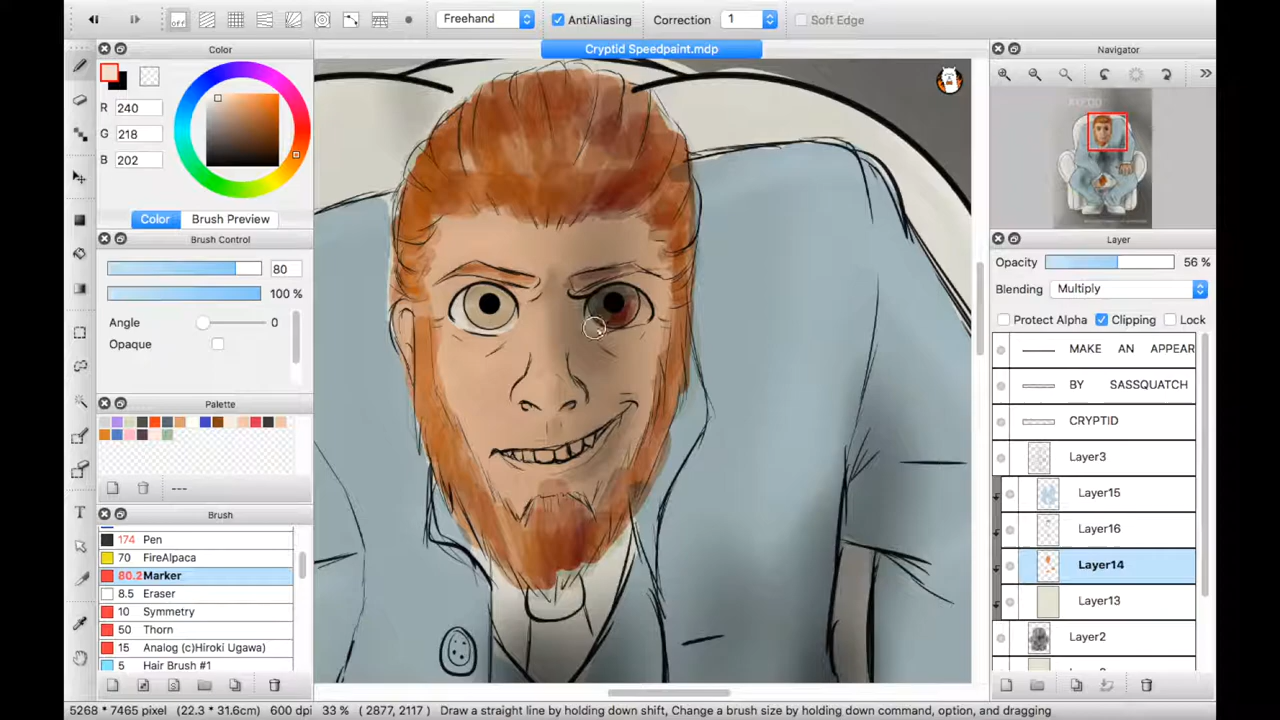 off Freehand AntiAliasing Correction 1 Soft Edge
Color Cryptid Speedpaint.mdp Navigator
R 240
G 218
B 202
Color Brush Preview
Brush Control
80
100 %
Angle 0
Opaque
Palette
---
Brush
174 Pen
70 FireAlpaca
80.2 Marker
8.5 Eraser
10 Symmetry
50 Thorn
15 Analog (c)Hiroki Ugawa)
5 Hair Brush #1
Layer
Opacity 56 %
Blending Multiply
Protect Alpha Clipping Lock
MAKE AN APPEAR
BY SASSQUATCH
CRYPTID
Layer3
Layer15
Layer16
Layer14
Layer13
Layer2
5268 * 7465 pixel (22.3 * 31.6cm) 600 dpi 33 % (2877, 2117) Draw a straight line by holding down shift, Change a brush size by holding down command, option, and dragging